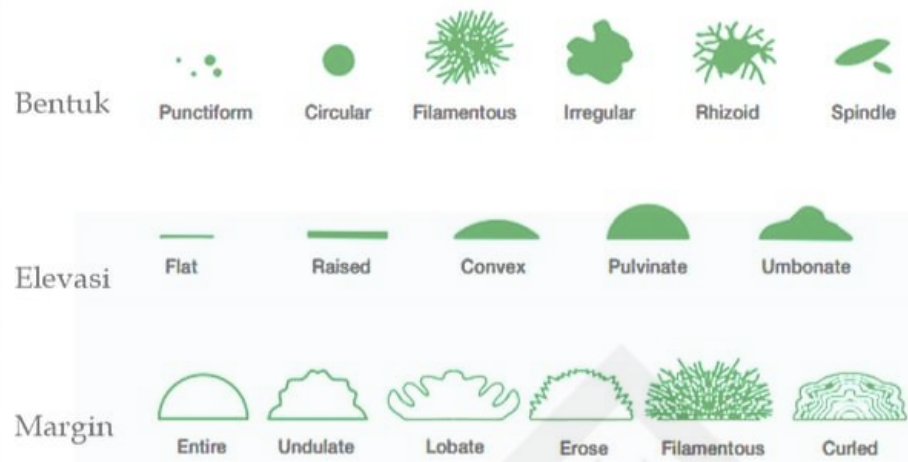 Bentuk
Punctiform Circular Filamentous Irregular Rhizoid Spindle
Elevasi
Flat Raised Convex Pulvinate Umbonate
Margin
Entire Undulate Lobate Erose Filamentous Curled